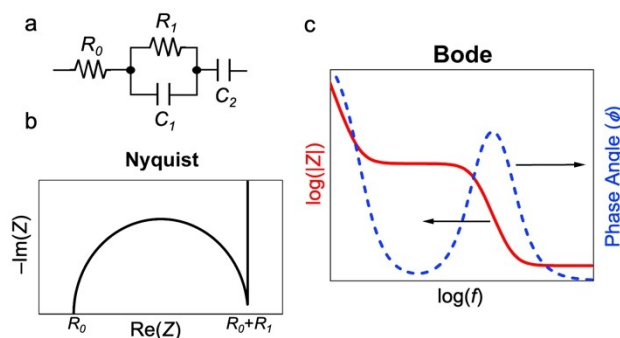 a
R₀
R₁
C₁
C₂
b
Nyquist
−Im(Z)
R₀
Re(Z)
R₀+R₁
c
Bode
log(|Z|)
Phase Angle (ϕ)
log(f)